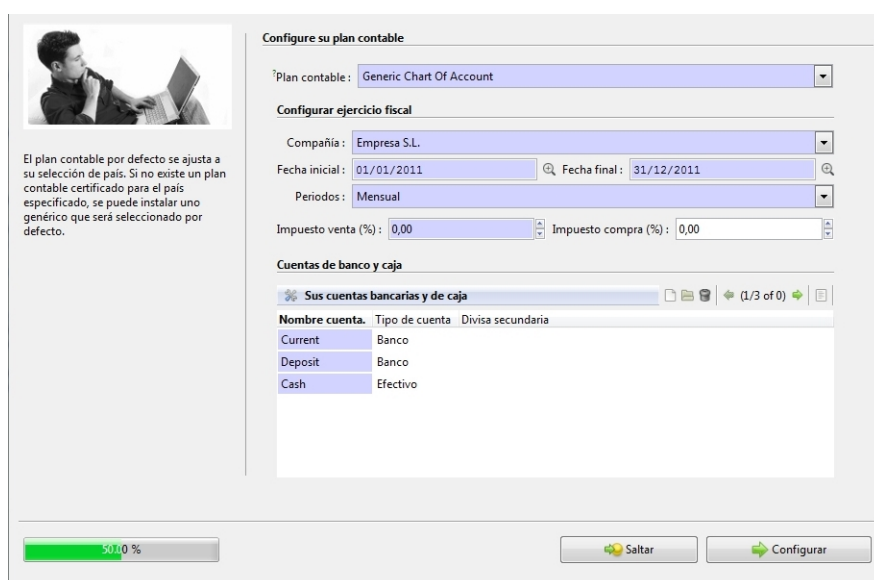 El plan contable por defecto se ajusta a
su selección de país. Si no existe un plan
contable certificado para el país
especificado, se puede instalar uno
genérico que será seleccionado por
defecto.
Configure su plan contable
?Plan contable : Generic Chart Of Account
Configurar ejercicio fiscal
Compañía : Empresa S.L.
Fecha inicial : 01/01/2011 Fecha final : 31/12/2011
Periodos : Mensual
Impuesto venta (%) : 0,00 Impuesto compra (%) : 0,00
Cuentas de banco y caja
Sus cuentas bancarias y de caja (1/3 of 0)
Nombre cuenta. Tipo de cuenta Divisa secundaria
Current Banco
Deposit Banco
Cash Efectivo
50.00 % Saltar Configurar